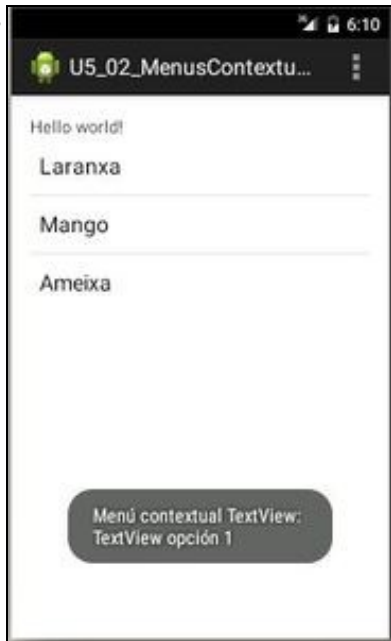 6:10
U5_02_MenusContextu...
Hello world!
Laranxa
Mango
Ameixa
Menú contextual TextView:
TextView opción 1